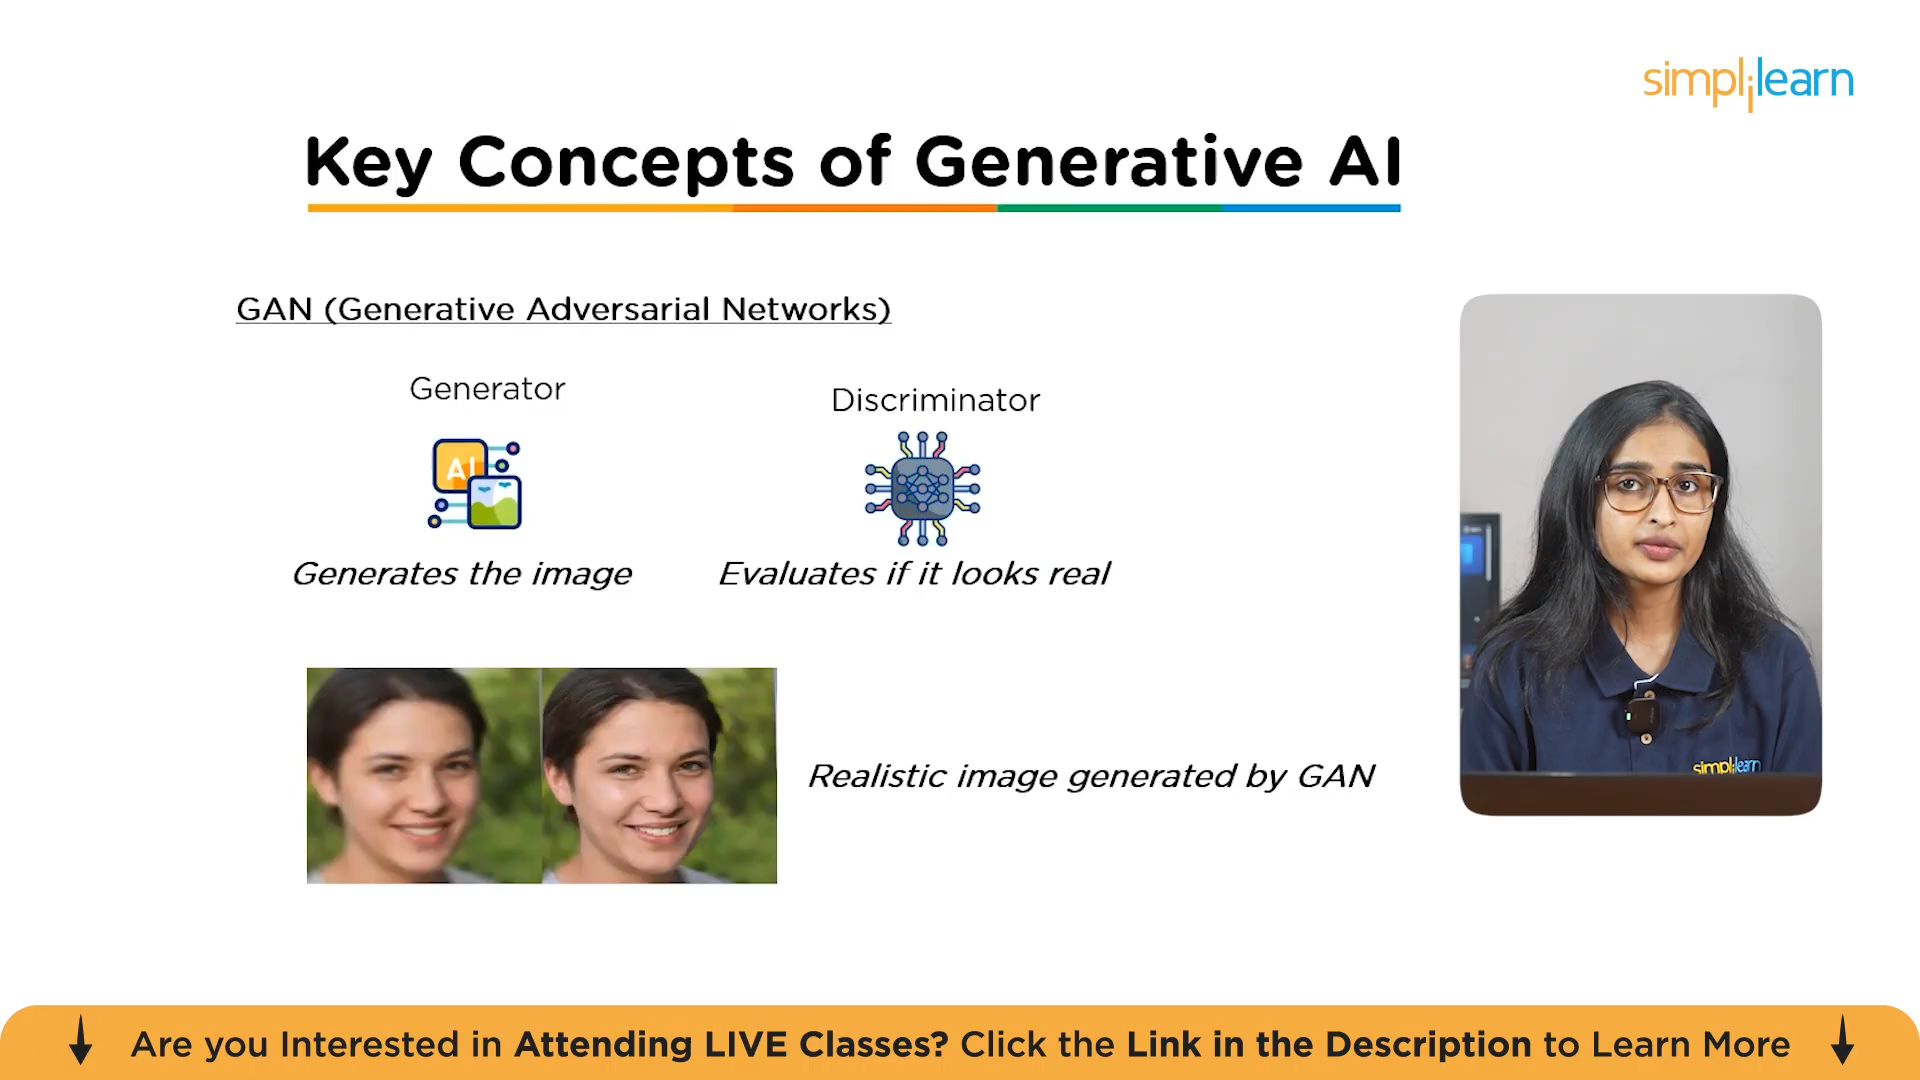 simplilearn
Key Concepts of Generative AI
GAN (Generative Adversarial Networks)
Generator
Discriminator
AI
Generates the image
Evaluates if it looks real
Realistic image generated by GAN
simplilearn
Are you Interested in Attending LIVE Classes? Click the Link in the Description to Learn More